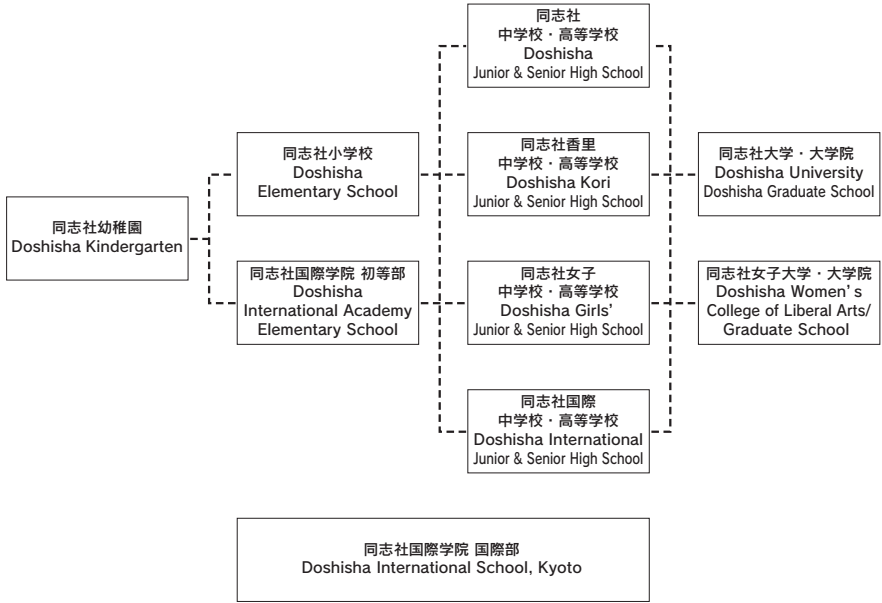 同志社幼稚園
Doshisha Kindergarten
同志社小学校
Doshisha
Elementary School
同志社国際学院 初等部
Doshisha
International Academy
Elementary School
同志社
中学校・高等学校
Doshisha
Junior & Senior High School
同志社香里
中学校・高等学校
Doshisha Kori
Junior & Senior High School
同志社女子
中学校・高等学校
Doshisha Girls’
Junior & Senior High School
同志社国際
中学校・高等学校
Doshisha International
Junior & Senior High School
同志社大学・大学院
Doshisha University
Doshisha Graduate School
同志社女子大学・大学院
Doshisha Women’s
College of Liberal Arts/
Graduate School
同志社国際学院 国際部
Doshisha International School, Kyoto